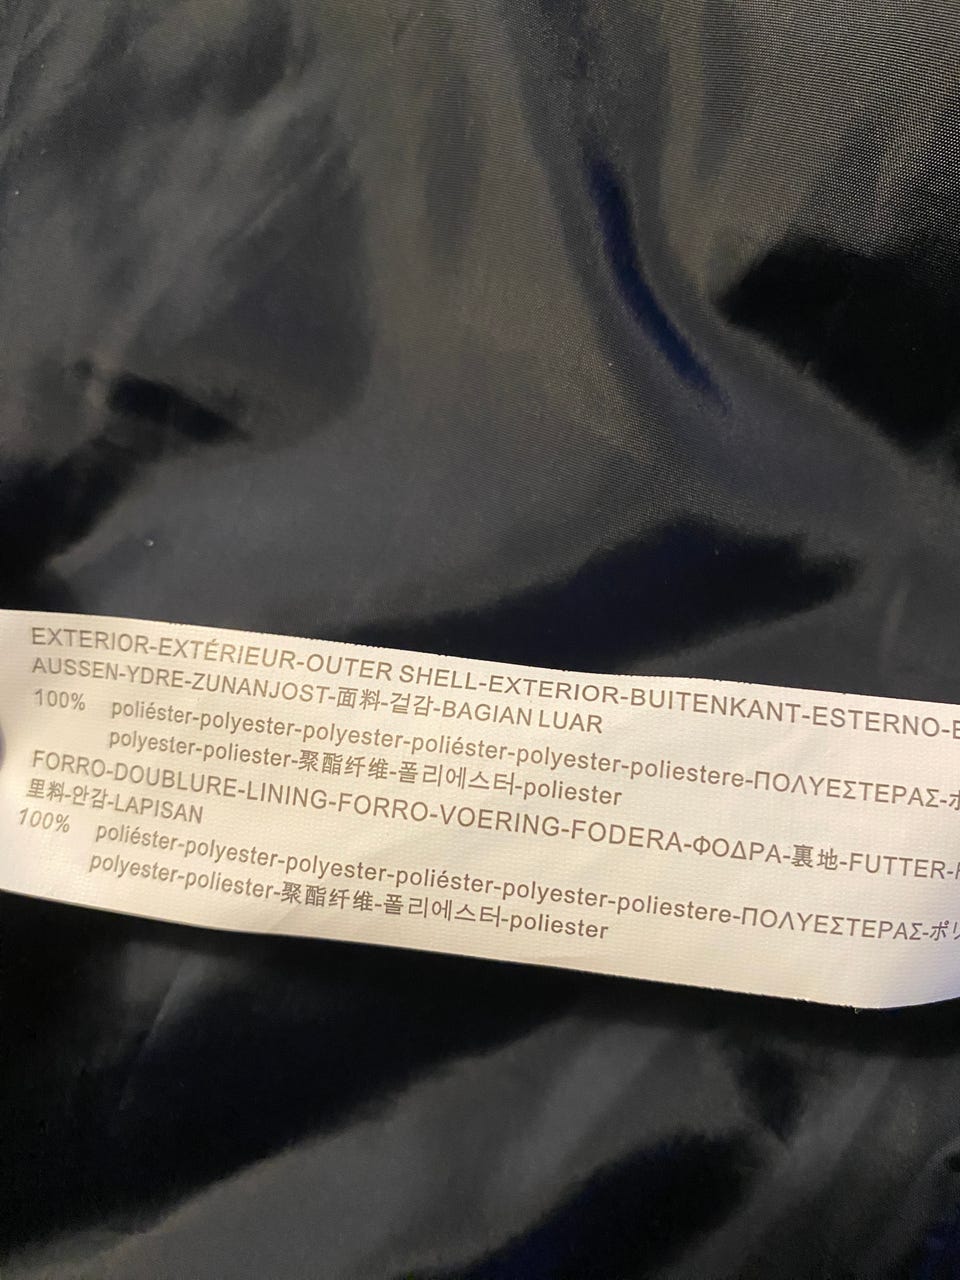 EXTERIOR-EXTÉRIEUR-OUTER SHELL-EXTERIOR-BUITENKANT-ESTERNO-
AUSSEN-YDRE-ZUNANJOST-面料-겉감-BAGIAN LUAR
100% poliéster-polyester-polyester-poliéster-polyester-poliestere-ΠΟΛΥΕΣΤΕΡΑΣ-
polyester-poliester-聚酯纤维-폴리에스터-poliester
FORRO-DOUBLURE-LINING-FORRO-VOERING-FODERA-ΦΟΔΡΑ-裏地-FUTTER-
里料-안감-LAPISAN
100% poliéster-polyester-polyester-poliéster-polyester-poliestere-ΠΟΛΥΕΣΤΕΡΑΣ-ポリ
polyester-poliester-聚酯纤维-폴리에스터-poliester